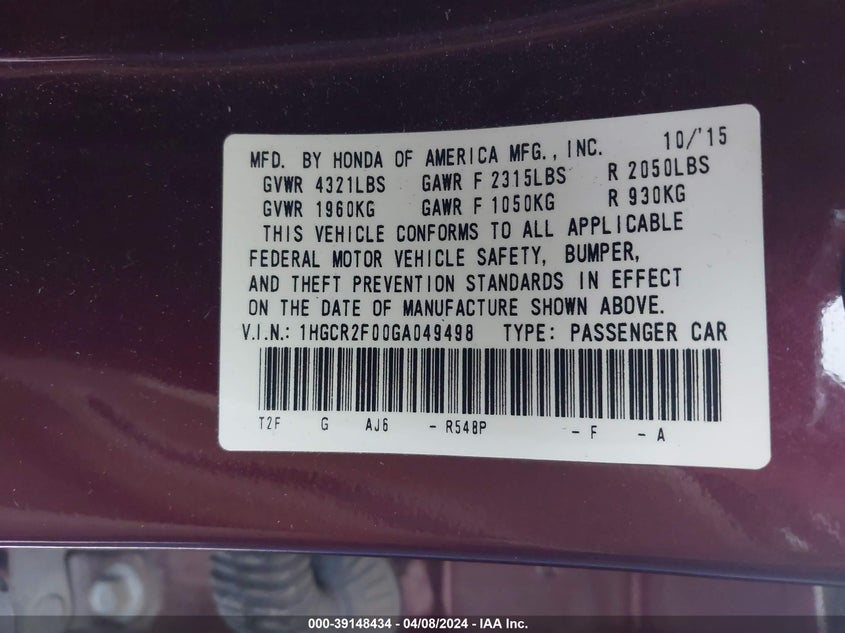 MFD. BY HONDA OF AMERICA MFG., INC. 10/'15
GVWR 4321LBS GAWR F 2315LBS R 2050LBS
GVWR 1960KG GAWR F 1050KG R 930KG
THIS VEHICLE CONFORMS TO ALL APPLICABLE
FEDERAL MOTOR VEHICLE SAFETY, BUMPER,
AND THEFT PREVENTION STANDARDS IN EFFECT
ON THE DATE OF MANUFACTURE SHOWN ABOVE.
V.I.N.: 1HGCR2F00GA049498 TYPE: PASSENGER CAR
T2F G AJ6 - R548P - F - A
000-39148434 / 04/08/2024 - IAA Inc.